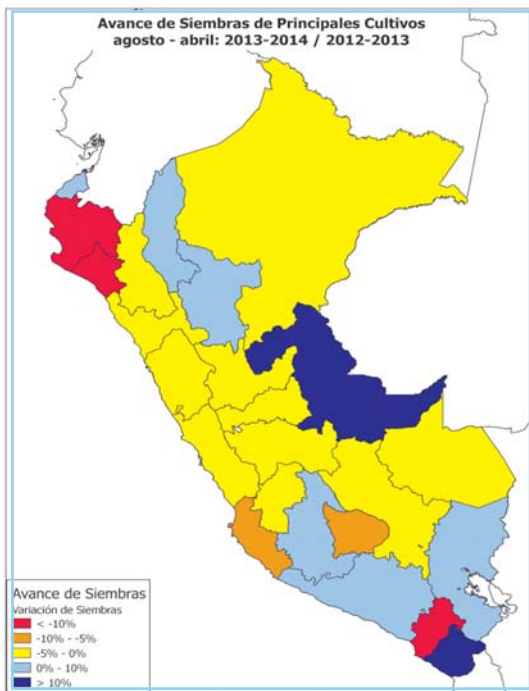 Avance de Siembras de Principales Cultivos
agosto - abril: 2013-2014 / 2012-2013
Avance de Siembras
Variación de Siembras
< -10%
-10% - -5%
-5% - 0%
0% - 10%
> 10%